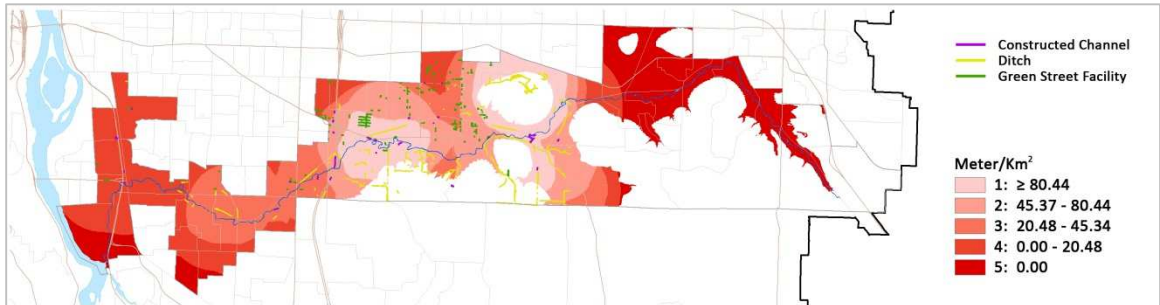 Constructed Channel
Ditch
Green Street Facility
Meter/Km²
1: ≥ 80.44
2: 45.37 - 80.44
3: 20.48 - 45.34
4: 0.00 - 20.48
5: 0.00